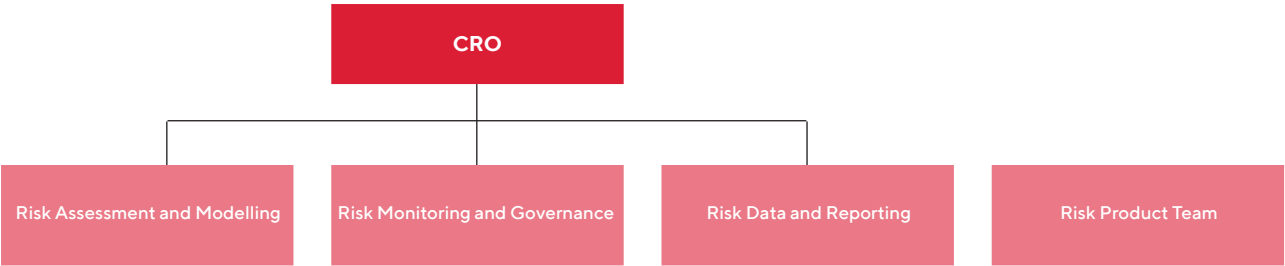 CRO
Risk Assessment and Modelling
Risk Monitoring and Governance
Risk Data and Reporting
Risk Product Team